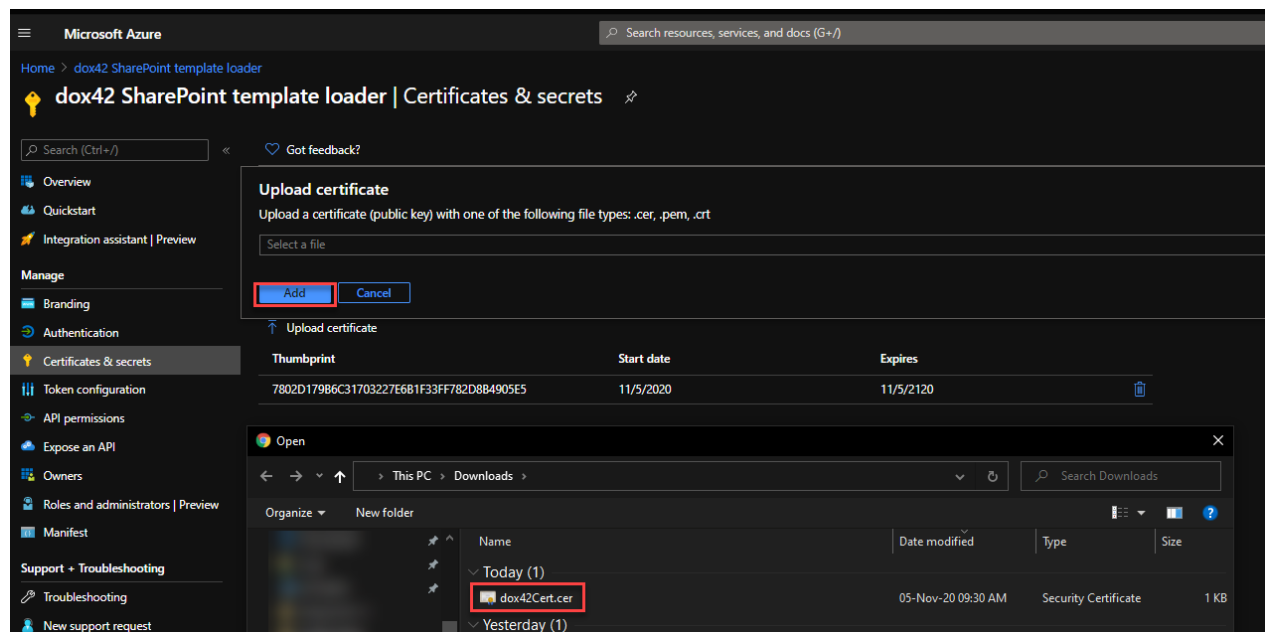 Microsoft Azure
Search resources, services, and docs (G+/)
Home > dox42 SharePoint template loader
dox42 SharePoint template loader | Certificates & secrets
Search (Ctrl+/)
«
Got feedback?
Overview
Quickstart
Integration assistant | Preview
Manage
Branding
Authentication
Certificates & secrets
Token configuration
API permissions
Expose an API
Owners
Roles and administrators | Preview
Manifest
Support + Troubleshooting
Troubleshooting
New support request
Upload certificate
Upload a certificate (public key) with one of the following file types: .cer, .pem, .crt
Select a file
Add Cancel
Upload certificate
Thumbprint Start date Expires
7802D179B6C31703227E6B1F33FF782D8B4905E5 11/5/2020 11/5/2120
Open
> This PC > Downloads >
Search Downloads
Organize New folder
Name Date modified Type Size
Today (1)
dox42Cert.cer 05-Nov-20 09:30 AM Security Certificate 1 KB
Yesterday (1)